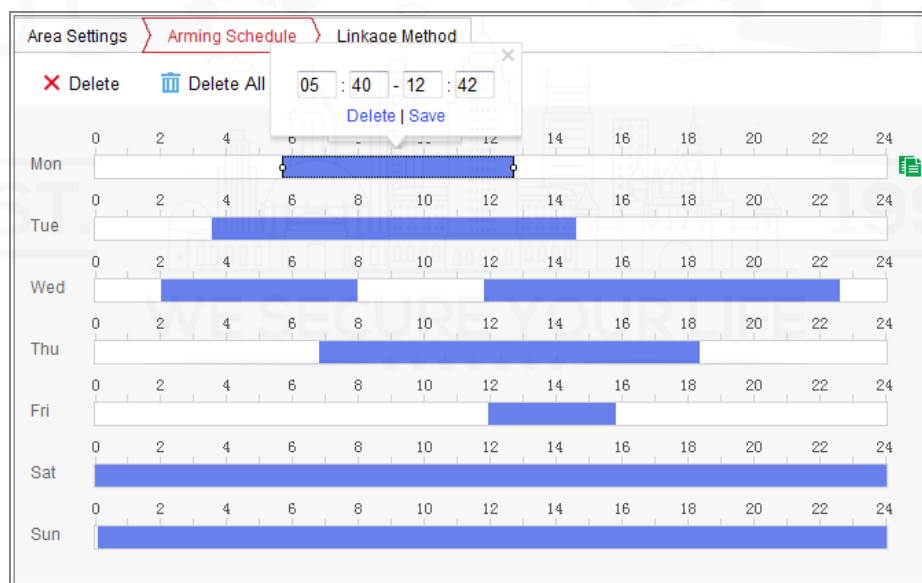 Area Settings Arming Schedule Linkage Method
Delete Delete All
05 : 40 - 12 : 42
Delete | Save
0 2 4 6 12 14 16 18 20 22 24
Mon
0 2 4 6 8 10 12 14 16 18 20 22 24
Tue
0 2 4 6 8 10 12 14 16 18 20 22 24
Wed
WE SECURE YOUR LIFE
0 2 4 6 8 10 12 14 16 18 20 22 24
Thu
0 2 4 6 8 10 12 14 16 18 20 22 24
Fri
0 2 4 6 8 10 12 14 16 18 20 22 24
Sat
0 2 4 6 8 10 12 14 16 18 20 22 24
Sun